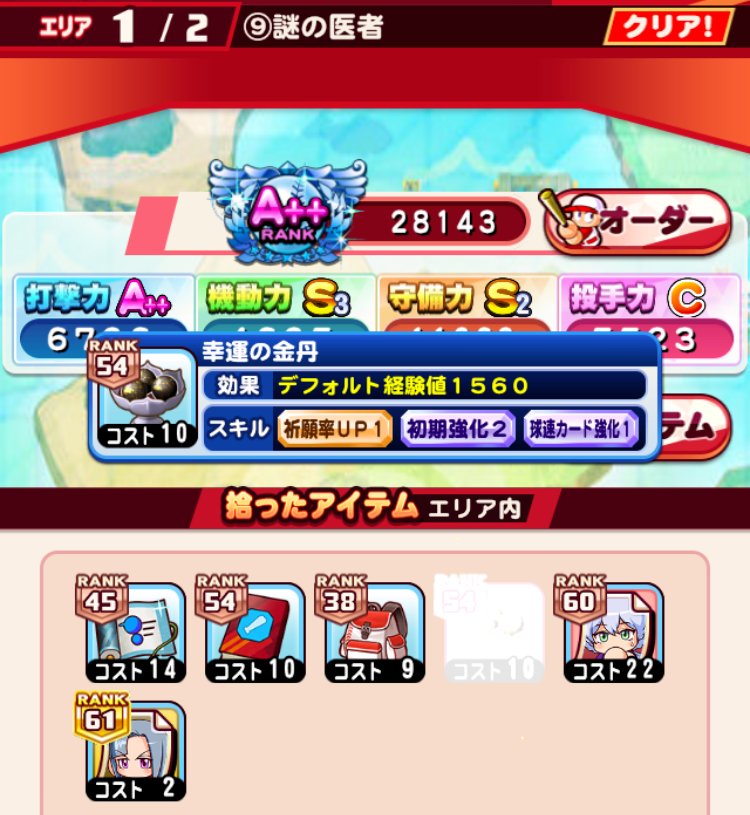 エリア 1 / 2 ⑨謎の医者 クリア!
A++ RANK 28143 オーダー
打撃力 A++ 機動力 S3 守備力 S2 投手力 C
RANK 54 幸運の金丹
効果 デフォルト経験値1560
コスト10 スキル 祈願率UP1 初期強化2 球速カード強化1
拾ったアイテム エリア内
RANK 45 RANK 54 RANK 38 54 RANK 60
コスト14 コスト10 コスト 9 コスト10 コスト22
RANK 61
コスト 2